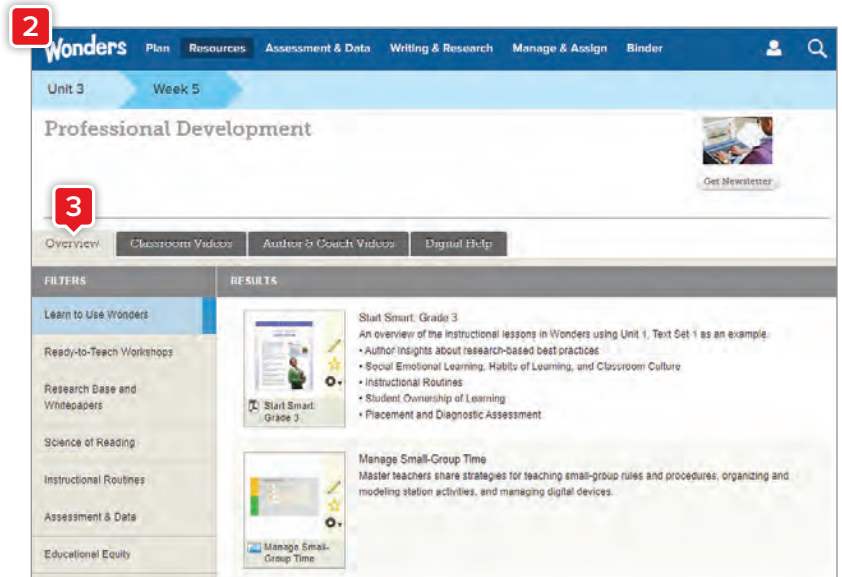 2
Wonders Plan Resources Assessment & Data Writing & Research Manage & Assign Binder
Unit 3 Week 5
Professional Development
Get Newsletter
3
Overview Classroom Videos Author & Coach Videos Digital Help
FILTERS RESULTS
Learn to Use Wonders
Ready-to-Teach Workshops
Research Base and
Whitepapers
Science of Reading
Instructional Routines
Assessment & Data
Educational Equity
Start Smart: Grade 3
An overview of the instructional lessons in Wonders using Unit 1, Text Set 1 as an example.
• Author insights about research-based best practices
• Social Emotional Learning, Habits of Learning, and Classroom Culture
• Instructional Routines
• Student Ownership of Learning
• Placement and Diagnostic Assessment
Start Smart:
Grade 3
Manage Small-Group Time
Master teachers share strategies for teaching small-group rules and procedures, organizing and
modeling station activities, and managing digital devices.
Manage Small-
Group Time